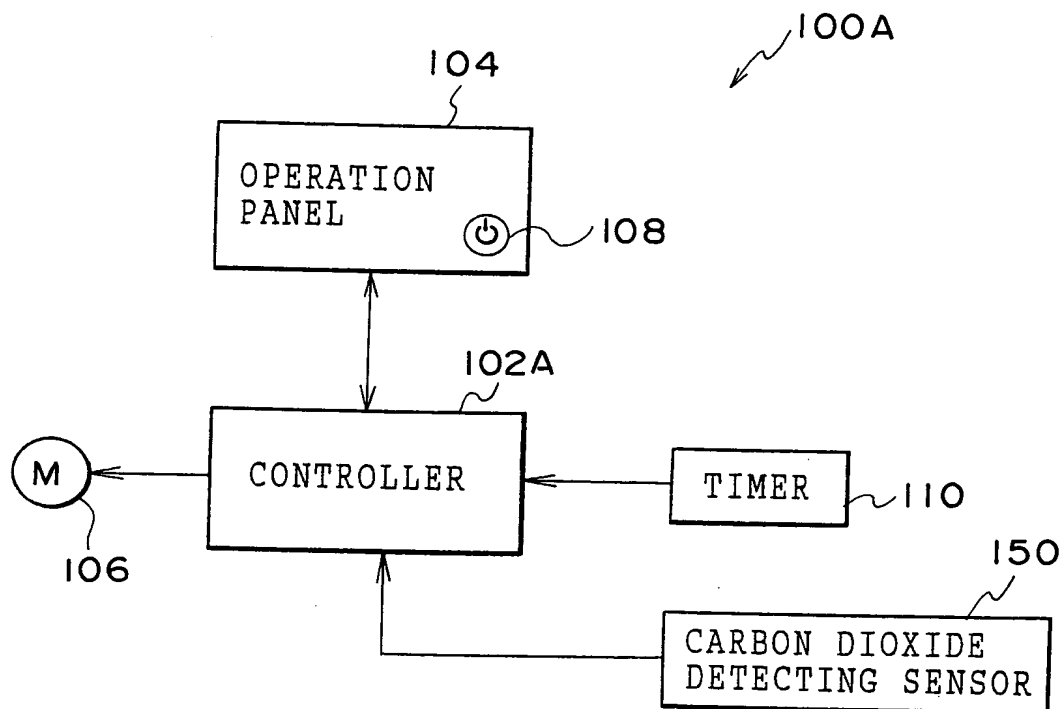 100A
104
OPERATION
PANEL
108
102A
CONTROLLER
M
106
TIMER
110
150
CARBON DIOXIDE
DETECTING SENSOR